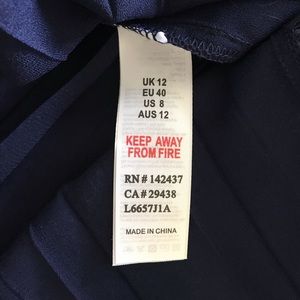 UK 12
EU 40
US 8
AUS 12
KEEP AWAY
FROM FIRE
RN # 142437
CA # 29438
L6657J1A
MADE IN CHINA